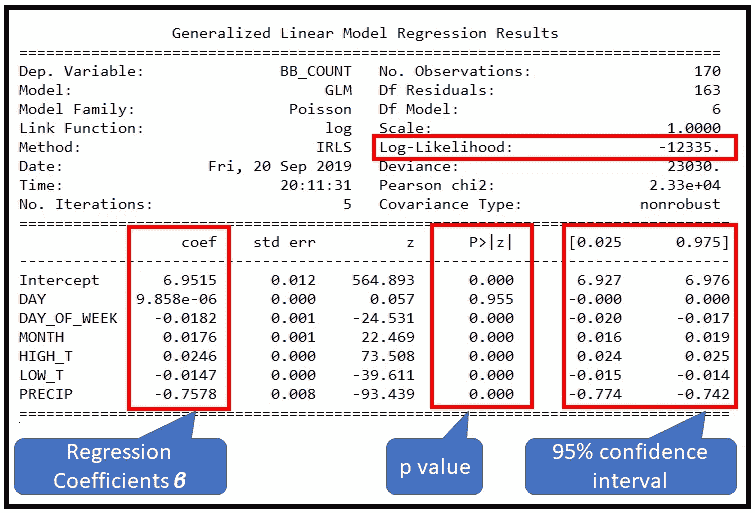 Generalized Linear Model Regression Results
==============================================================================
Dep. Variable: BB_COUNT No. Observations: 170
Model: GLM Df Residuals: 163
Model Family: Poisson Df Model: 6
Link Function: log Scale: 1.0000
Method: IRLS Log-Likelihood: -12335.
Date: Fri, 20 Sep 2019 Deviance: 23030.
Time: 20:11:31 Pearson chi2: 2.33e+04
No. Iterations: 5 Covariance Type: nonrobust
==============================================================================
coef std err z P>|z| [0.025 0.975]
------------------------------------------------------------------------------
Intercept 6.9515 0.012 564.893 0.000 6.927 6.976
DAY 9.858e-06 0.000 0.057 0.955 -0.000 0.000
DAY_OF_WEEK -0.0182 0.001 -24.531 0.000 -0.020 -0.017
MONTH 0.0176 0.001 22.469 0.000 0.016 0.019
HIGH_T 0.0246 0.000 73.508 0.000 0.024 0.025
LOW_T -0.0147 0.000 -39.611 0.000 -0.015 -0.014
PRECIP -0.7578 0.008 -93.439 0.000 -0.774 -0.742
==============================================================================
Regression
Coefficients β
p value
95% confidence
interval